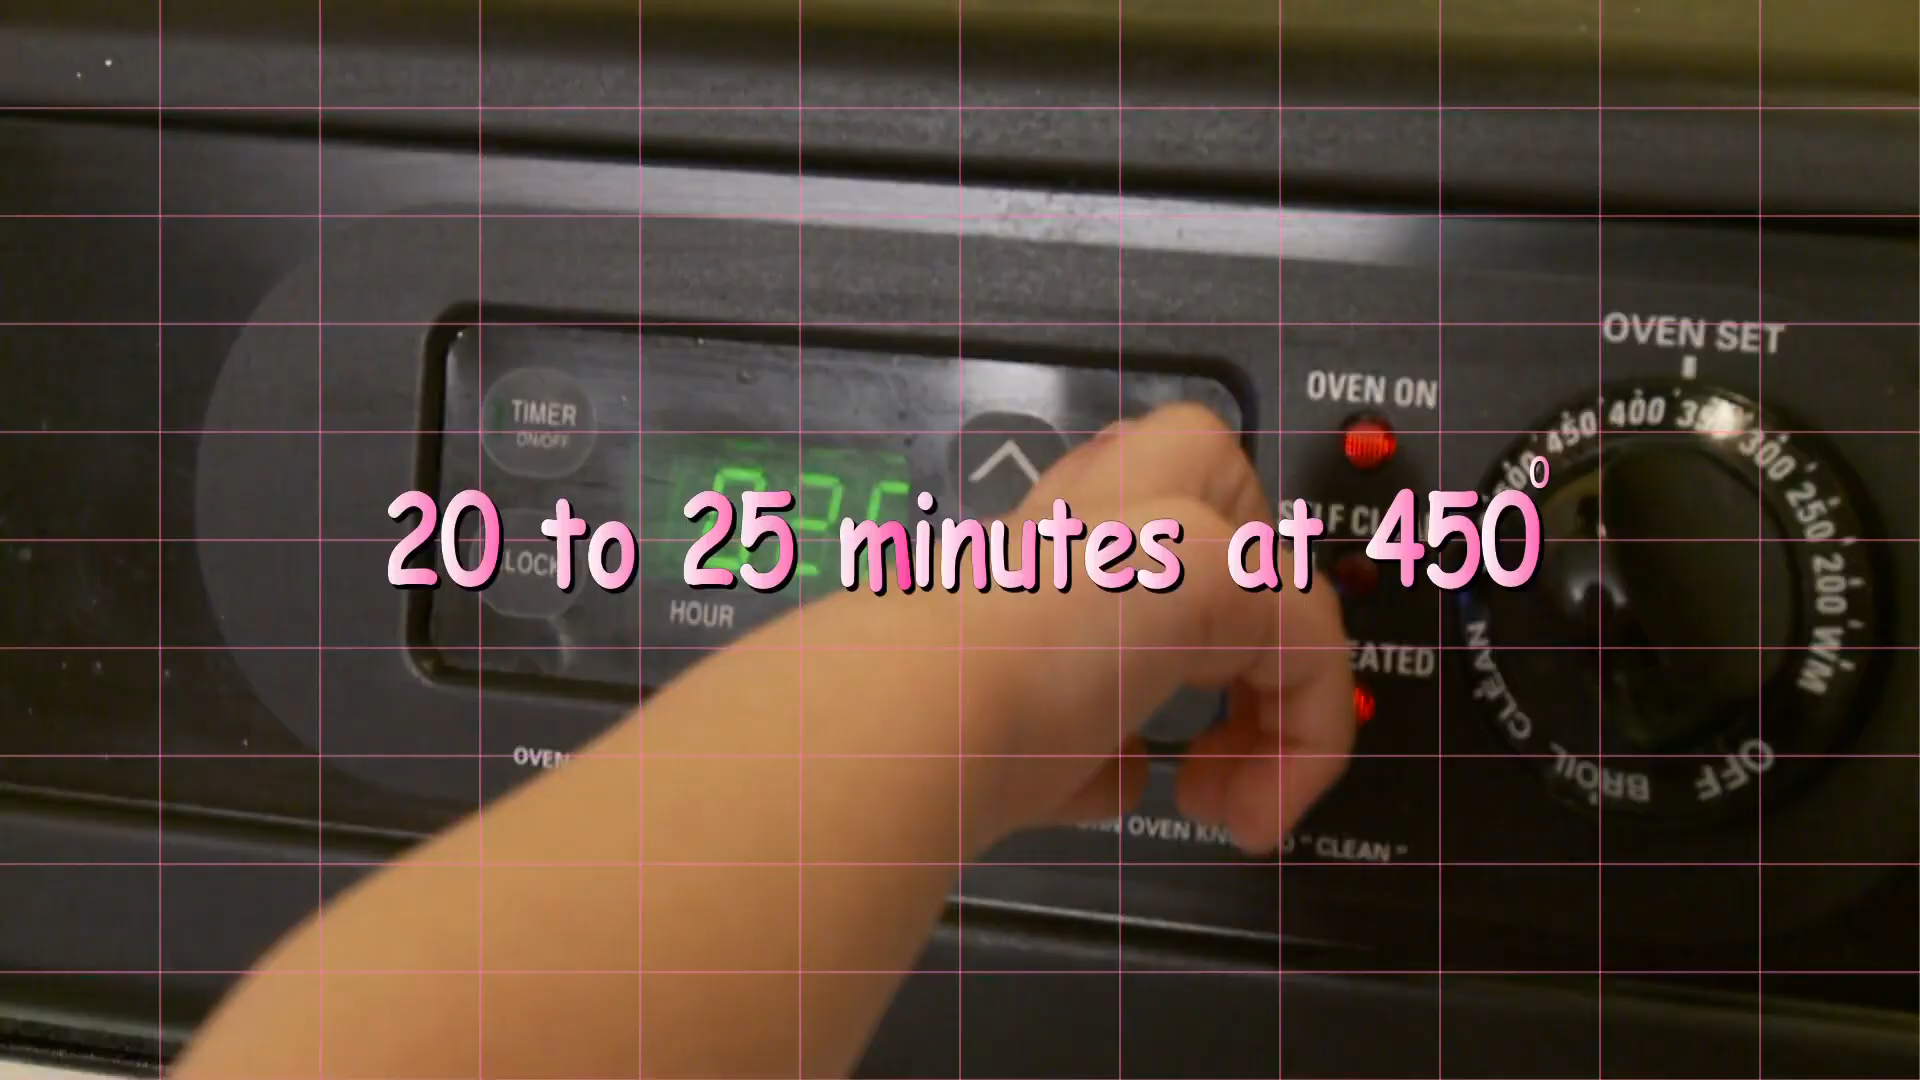 OVEN SET
OVEN ON
450 400 300 250 200 WM
TIMER
ON/OFF
20 to 25 minutes at 450°
HOUR
CLEAN
BROIL
OFF
OVEN
OVEN "CLEAN"